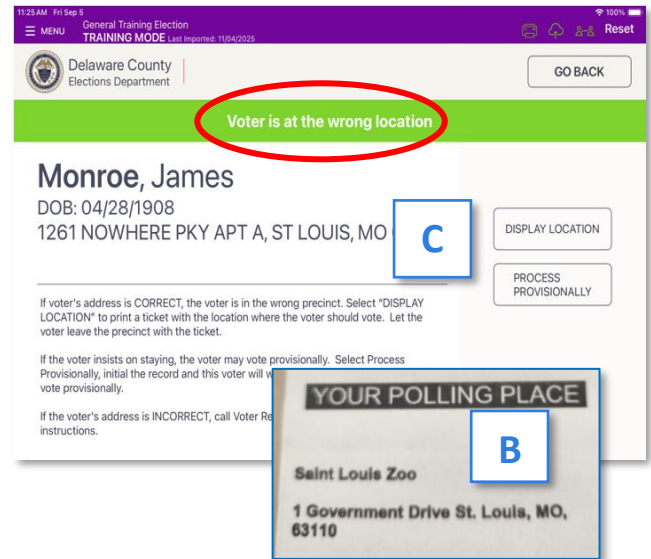 11:25 AM Fri Sep 5
100%
MENU
General Training Election
TRAINING MODE Last Imported: 11/04/2025
Reset
Delaware County
Elections Department
GO BACK
Voter is at the wrong location
Monroe, James
DOB: 04/28/1908
1261 NOWHERE PKY APT A, ST LOUIS, MO
C
DISPLAY LOCATION
PROCESS
PROVISIONALLY
If voter's address is CORRECT, the voter is in the wrong precinct. Select "DISPLAY
LOCATION" to print a ticket with the location where the voter should vote. Let the
voter leave the precinct with the ticket.
If the voter insists on staying, the voter may vote provisionally. Select Process
Provisionally, initial the record and this voter will
vote provisionally.
If the voter's address is INCORRECT, call Voter
instructions.
YOUR POLLING PLACE
B
Saint Louis Zoo
1 Government Drive St. Louis, MO,
63110